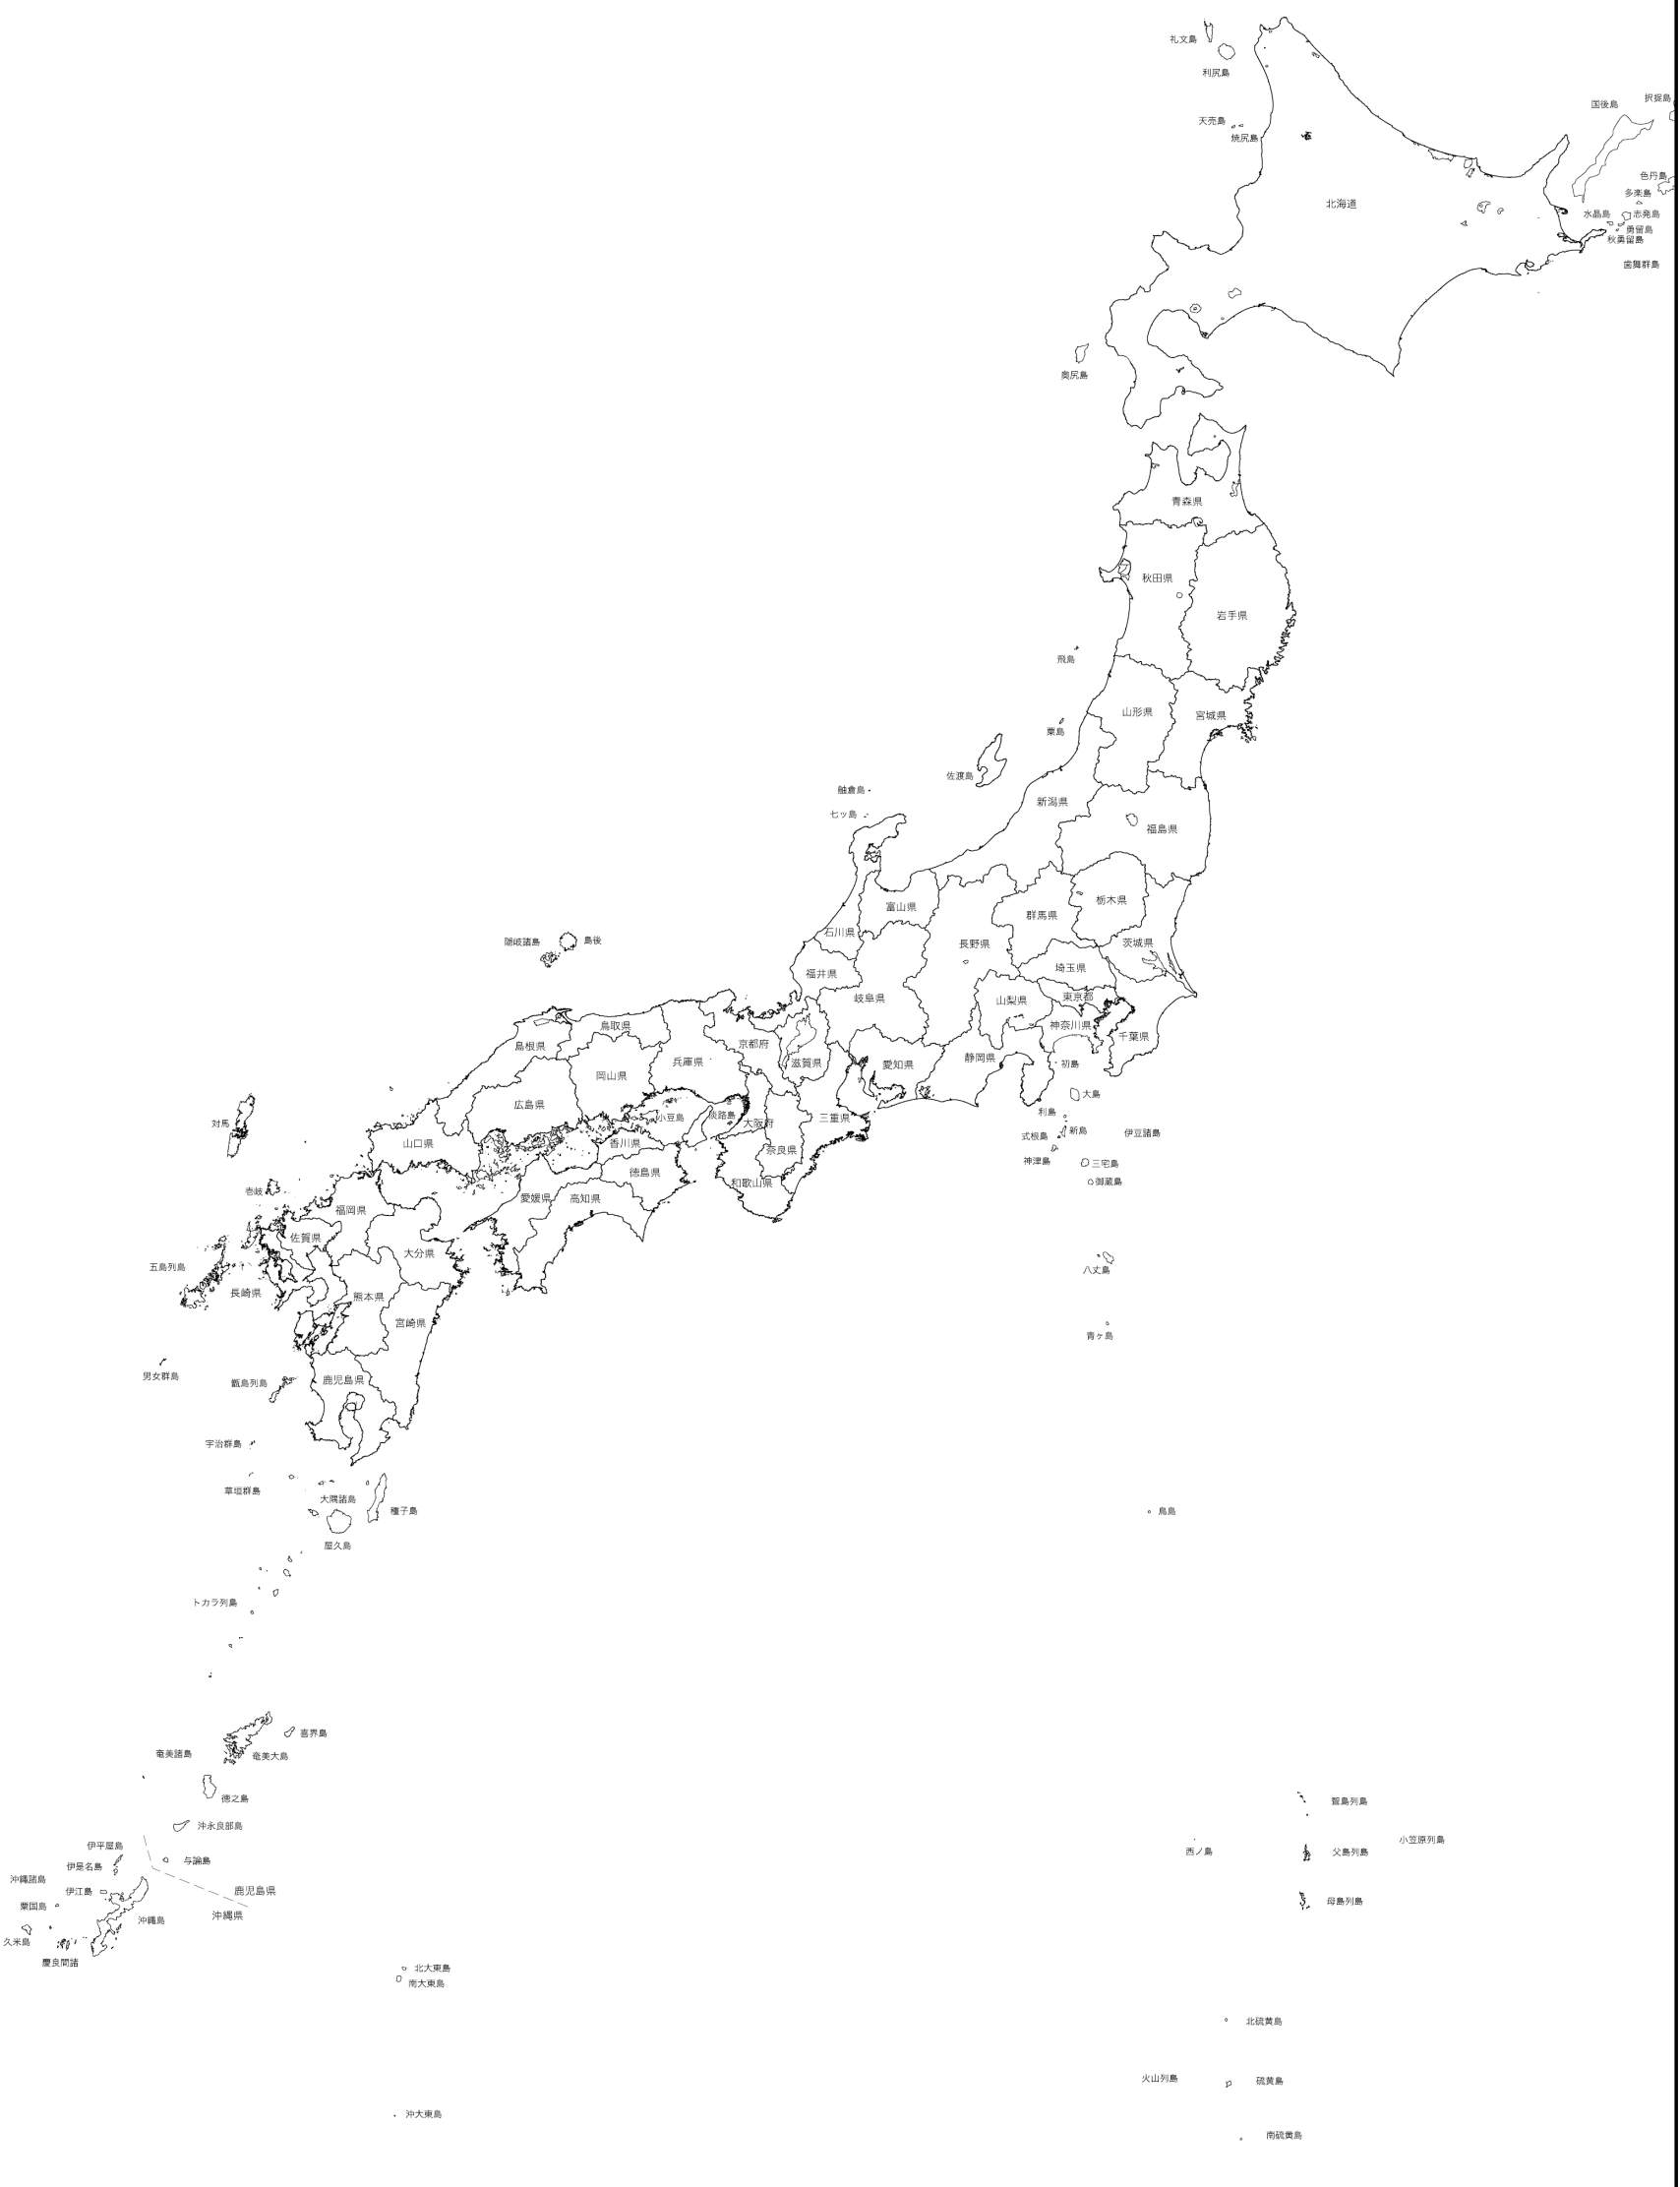 礼文島
利尻島
国後島
択捉島
天売島
焼尻島
色丹島
多楽島
北海道
水晶島
志発島
勇留島
秋勇留島
歯舞群島
奥尻島
青森県
秋田県
岩手県
飛島
山形県
宮城県
粟島
佐渡島
舳倉島
新潟県
七ッ島
福島県
栃木県
富山県
群馬県
石川県
茨城県
隠岐諸島
島後
長野県
埼玉県
福井県
岐阜県
山梨県
東京都
鳥取県
神奈川県
千葉県
島根県
京都府
静岡県
兵庫県
滋賀県
愛知県
初島
岡山県
大島
広島県
利島
小豆島
淡路島
三重県
対馬
大阪府
新島
伊豆諸島
式根島
山口県
香川県
奈良県
神津島
三宅島
徳島県
御蔵島
和歌山県
壱岐
愛媛県
高知県
福岡県
佐賀県
大分県
五島列島
八丈島
長崎県
熊本県
宮崎県
青ヶ島
男女群島
甑島列島
鹿児島県
宇治群島
草垣群島
大隅諸島
種子島
鳥島
屋久島
トカラ列島
喜界島
奄美諸島
奄美大島
徳之島
聟島列島
沖永良部島
小笠原列島
伊平屋島
西ノ島
父島列島
与論島
伊是名島
沖縄諸島
伊江島
鹿児島県
母島列島
粟国島
沖縄県
沖縄島
久米島
慶良間諸
北大東島
南大東島
北硫黄島
火山列島
硫黄島
沖大東島
南硫黄島